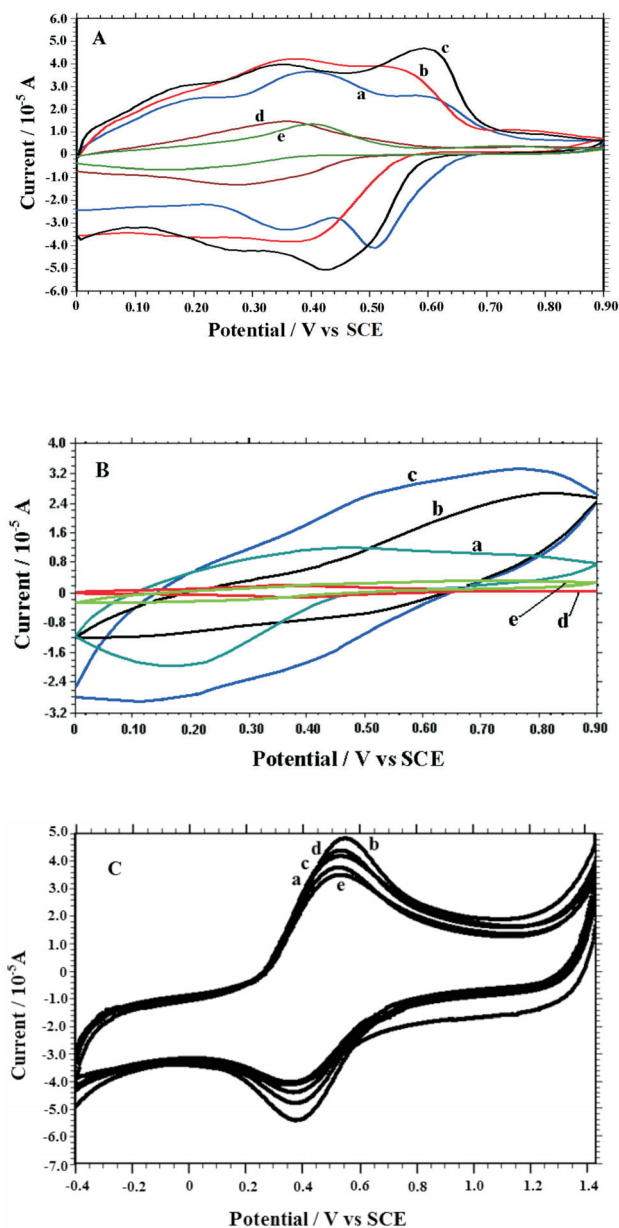 6.0
5.0
4.0
3.0
2.0
1.0
0
-1.0
-2.0
-3.0
-4.0
-5.0
6.0
A
a
b
c
d
e
Current / 10⁻⁵ A
0 0.10 0.20 0.30 0.40 0.50 0.60 0.70 0.80 0.90
Potential / V vs SCE
4.0
3.2
2.4
1.6
0.8
0
-0.8
-1.6
-2.4
-3.2
B
c
b
a
e
d
Current / 10⁻⁵ A
0 0.10 0.20 0.30 0.40 0.50 0.60 0.70 0.80 0.90
Potential / V vs SCE
5.0
4.0
3.0
2.0
1.0
0
-1.0
-2.0
-3.0
-4.0
-5.0
-6.0
-7.0
C
d
b
c
a
e
Current / 10⁻⁵A
-0.4 -0.2 0 0.2 0.4 0.6 0.8 1.0 1.2 1.4
Potential / V vs SCE